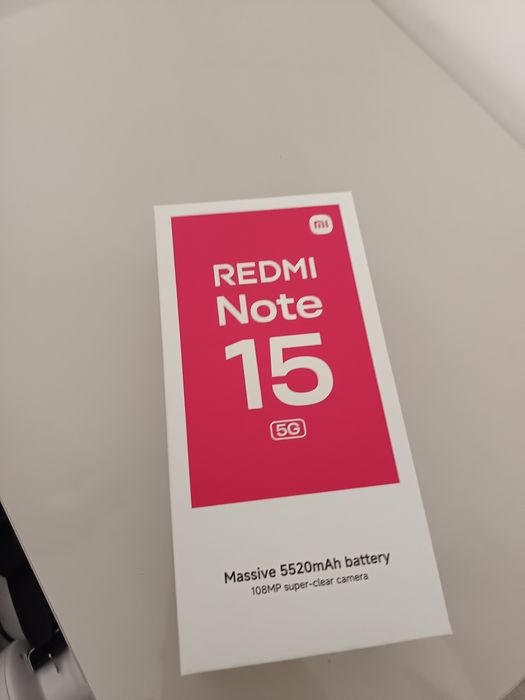 mi
REDMI
Note
15
5G
Massive 5520mAh battery
108MP super-clear camera